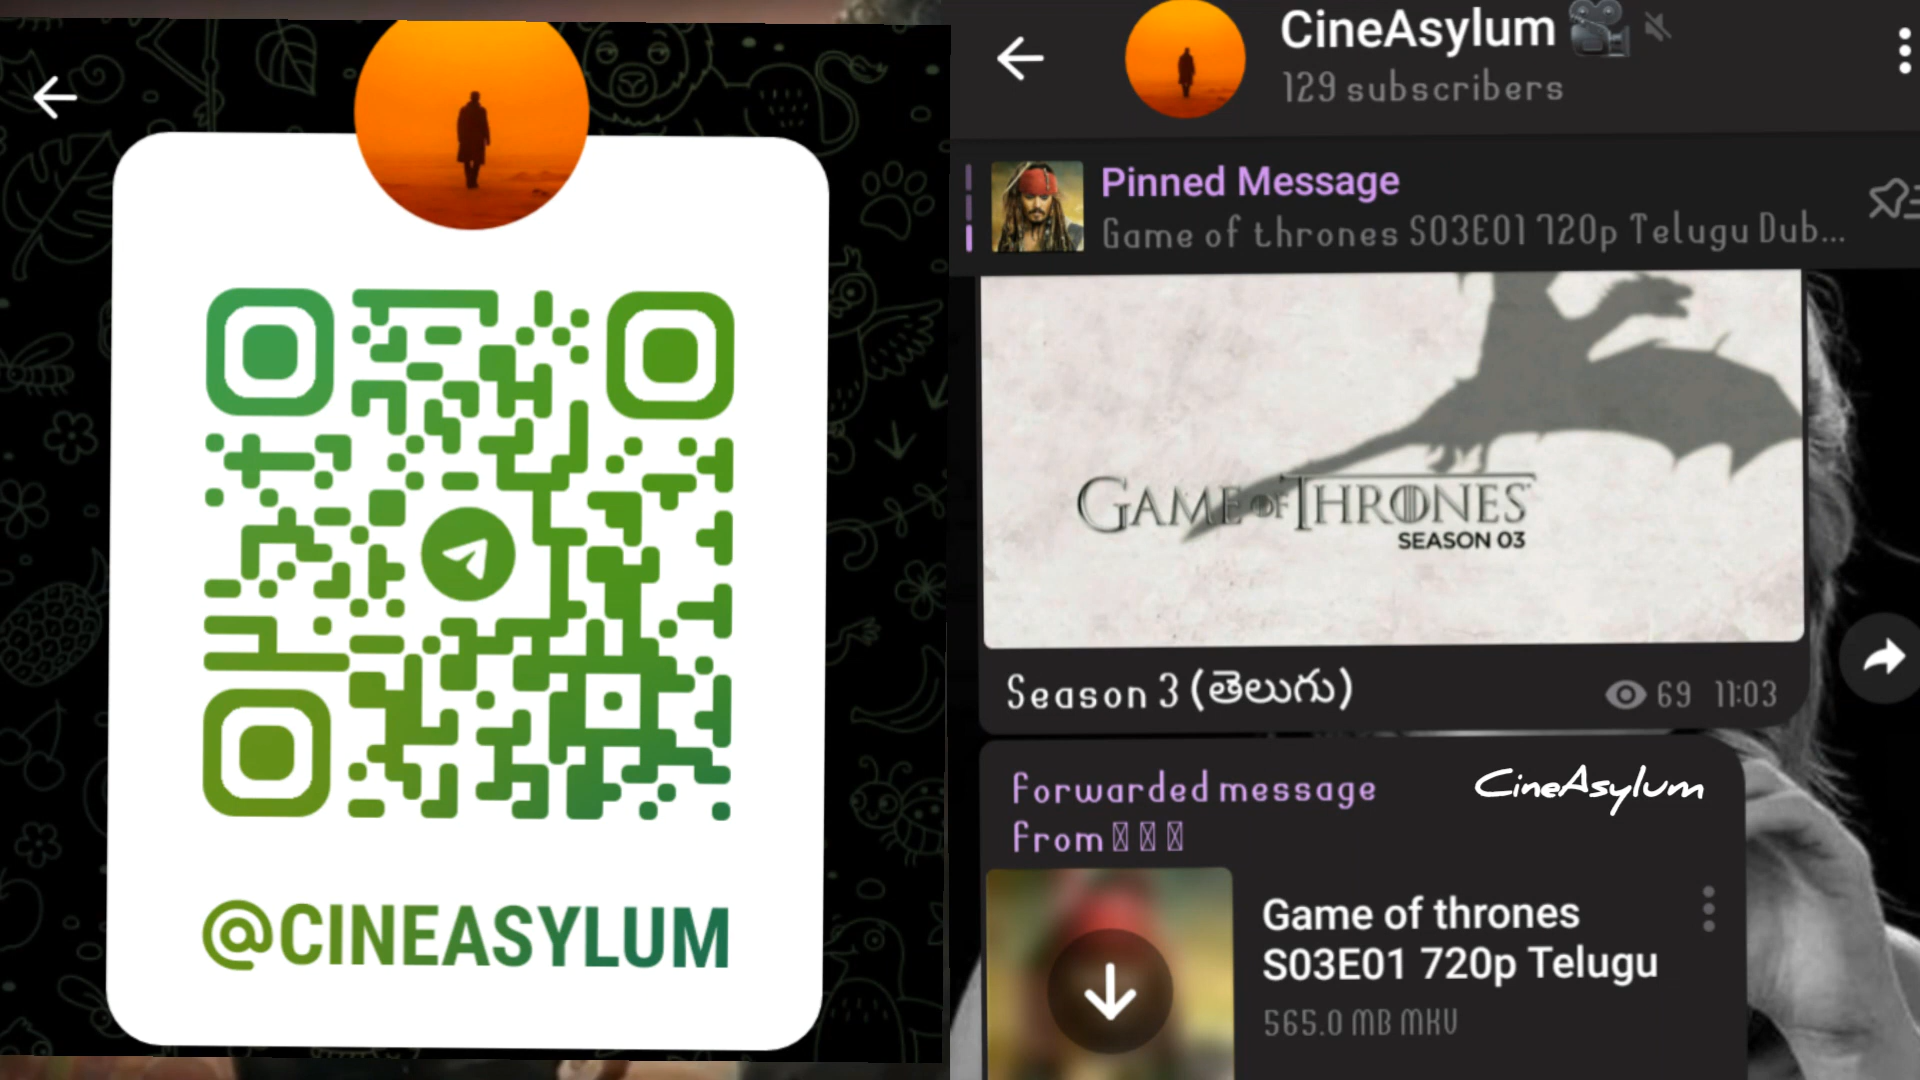 @CINEASYLUM
CineAsylum
129 subscribers
Pinned Message
Game of thrones S03E01 720p Telugu Dub...
GAME OF THRONES
SEASON 03
Season 3 (తెలుగు)
69 11:03
Forwarded message
CineAsylum
From
Game of thrones
S03E01 720p Telugu
565.0 MB MKV